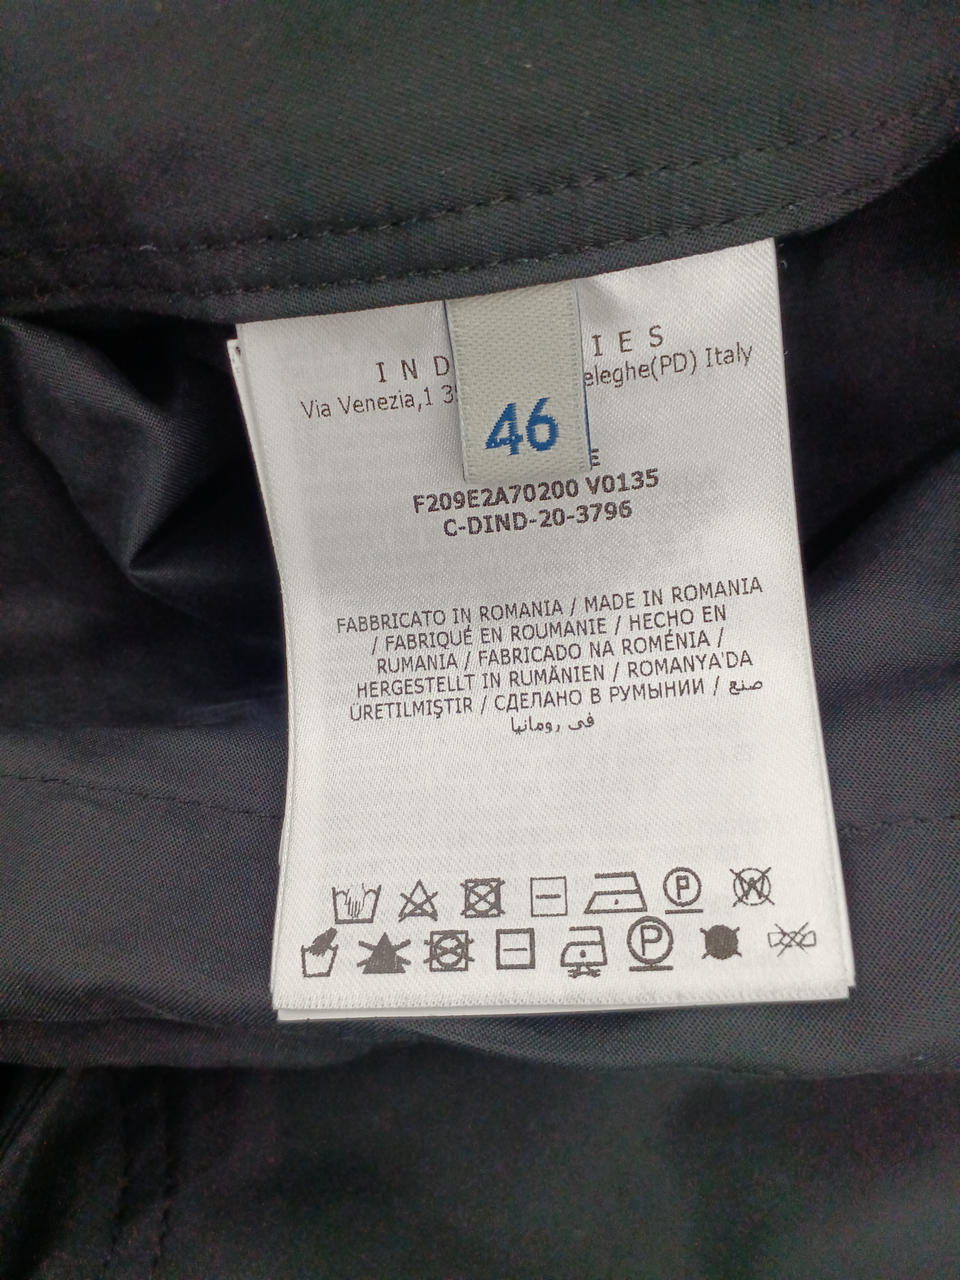 I N D I E S
Via Venezia,1 3 eleghe(PD) Italy
46
E
F209E2A70200 V0135
C-DIND-20-3796
FABBRICATO IN ROMANIA / MADE IN ROMANIA
/ FABRIQUÉ EN ROUMANIE / HECHO EN
RUMANIA / FABRICADO NA ROMÉNIA /
HERGESTELLT IN RUMÄNIEN / ROMANYA'DA
ÜRETILMIŞTIR / СДЕЛАНО В РУМЫНИИ / صنع
في رومانيا
P W
P